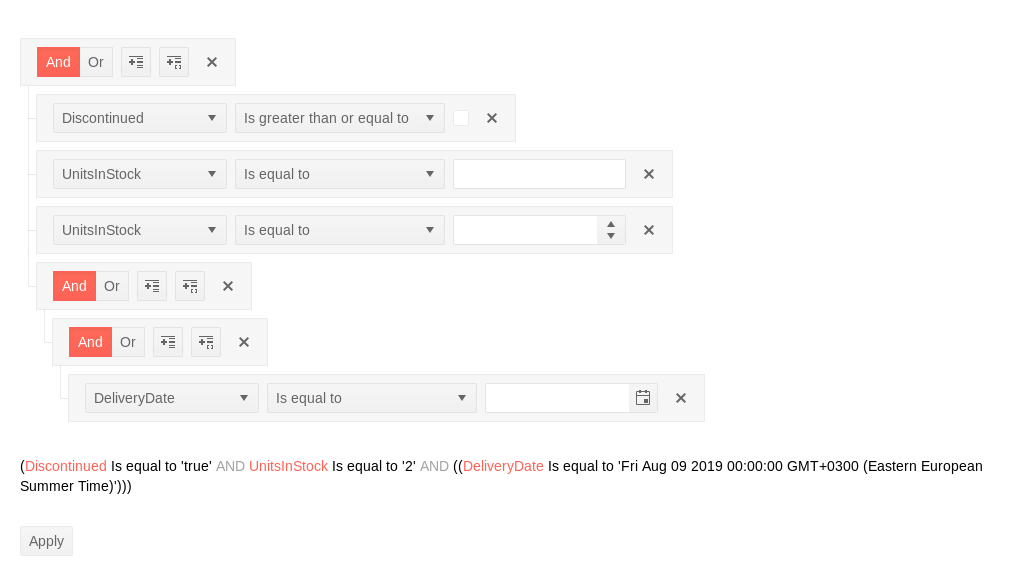 And Or
Discontinued Is greater than or equal to
UnitsInStock Is equal to
UnitsInStock Is equal to
And Or
And Or
DeliveryDate Is equal to
(Discontinued Is equal to 'true' AND UnitsInStock Is equal to '2' AND ((DeliveryDate Is equal to 'Fri Aug 09 2019 00:00:00 GMT+0300 (Eastern European
Summer Time)')))
Apply